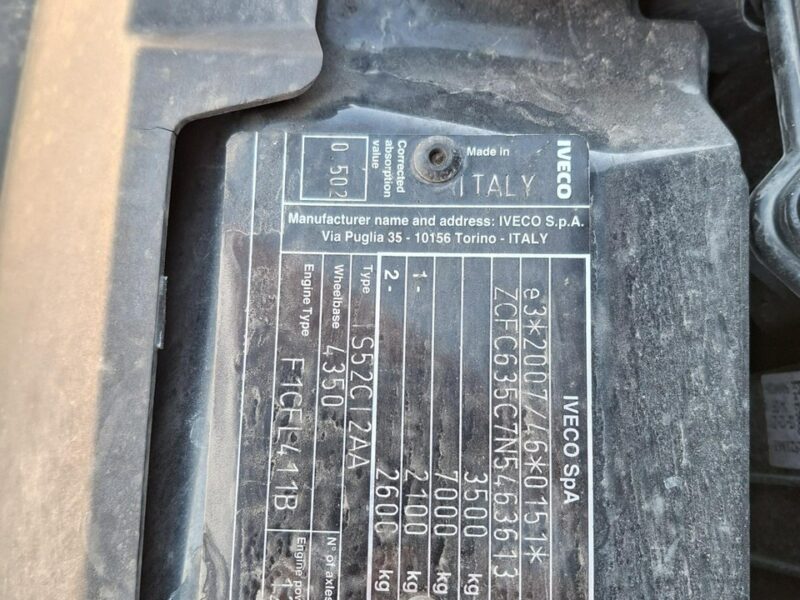 IVECO
Made in
ITALY
Corrected absorption value
0.502
Manufacturer name and address: IVECO S.p.A.
Via Puglia 35 - 10156 Torino - ITALY
IVECO SpA
e3*2007/46*0151*
ZCFC635C7N5463613
3500 kg
7000 kg
1- 2100 kg
2- 2600 kg
Type IS52CI2AA
Wheelbase 4350
N° of axles
Engine Type F1CFL411B
Engine